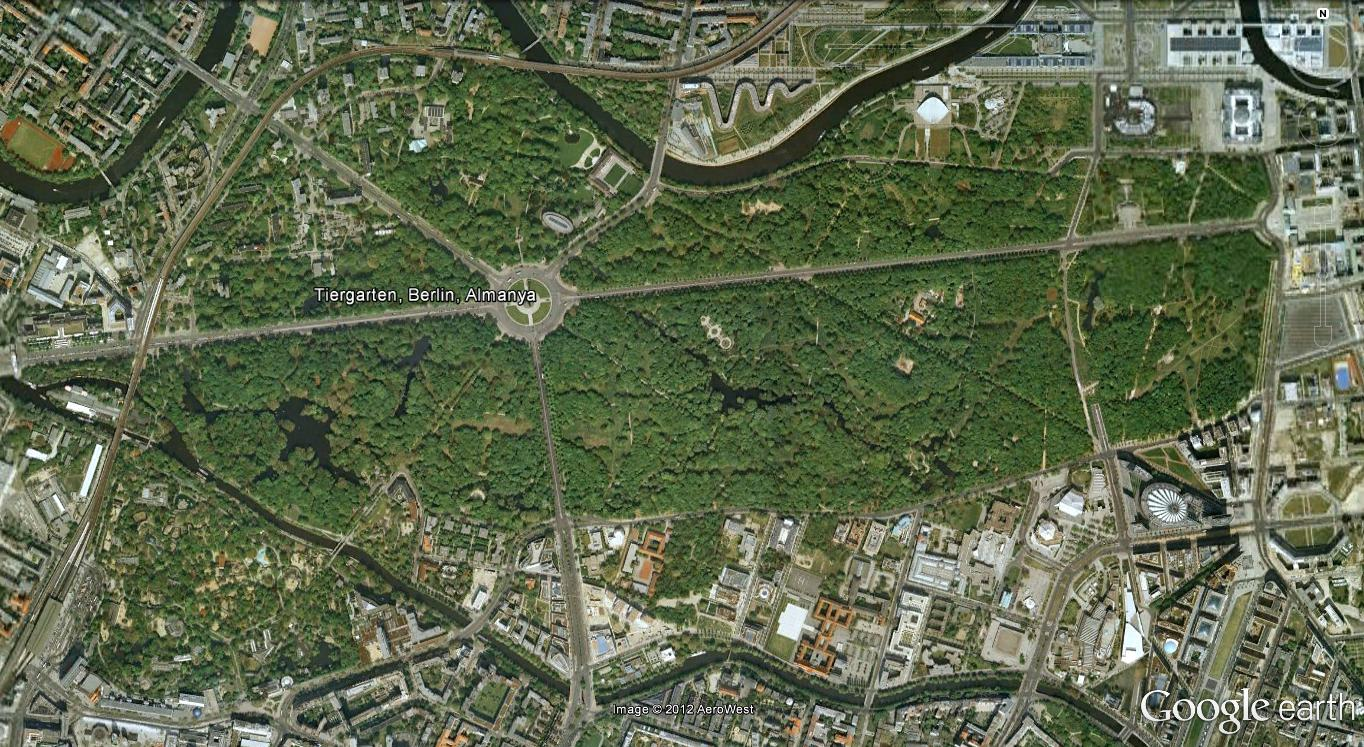 N
Tiergarten, Berlin, Almanya
Image © 2012 AeroWest
Google earth